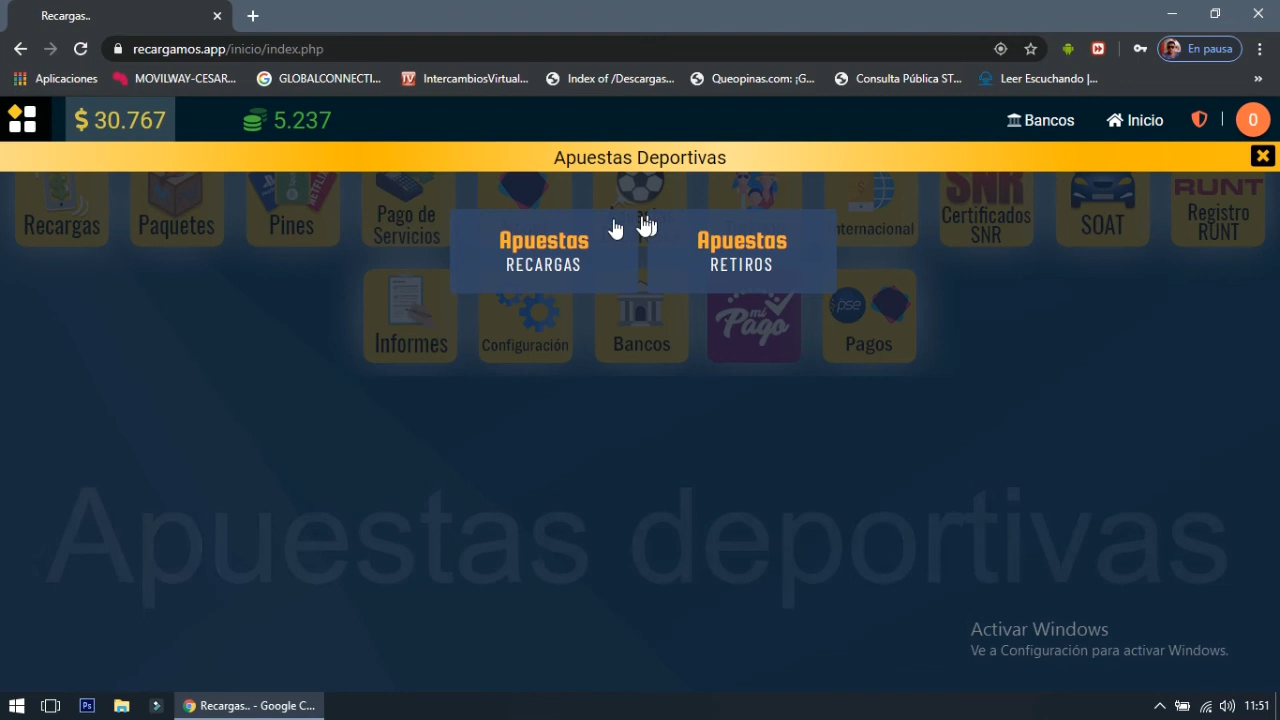 Recargas..
recargamos.app/inicio/index.php
En pausa
Aplicaciones
MOVILWAY-CESAR...
GLOBALCONNECTI...
IntercambiosVirtual...
Index of /Descargas...
Queopinas.com: ¡G...
Consulta Pública ST...
Leer Escuchando |...
»
$ 30.767
5.237
Bancos
Inicio
0
Apuestas Deportivas
Recargas
Paquetes
Pines
Pago de
Servicios
Internacional
SNR
Certificados
SNR
SOAT
RUNT
Registro
RUNT
Apuestas
RECARGAS
Apuestas
RETIROS
Informes
Configuración
Bancos
mi
Pago
pse
Pagos
Apuestas deportivas
Activar Windows
Ve a Configuración para activar Windows.
Ps
Recargas.. - Google C...
11:51